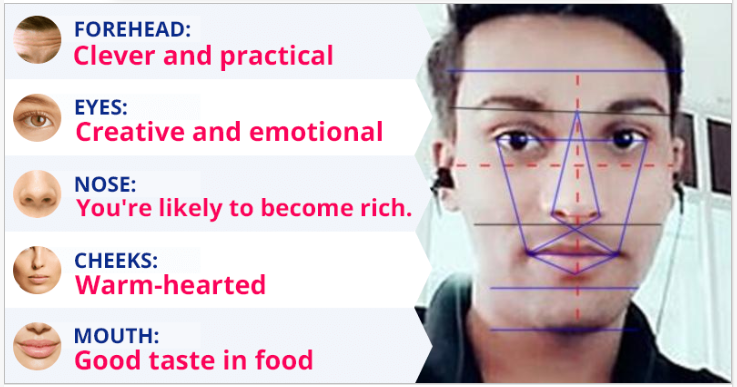 FOREHEAD:
Clever and practical
EYES:
Creative and emotional
NOSE:
You're likely to become rich.
CHEEKS:
Warm-hearted
MOUTH:
Good taste in food